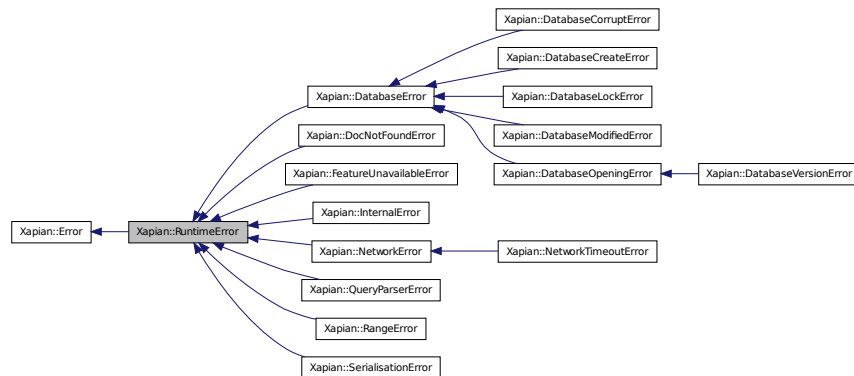 Xapian::DatabaseCorruptError
Xapian::DatabaseCreateError
Xapian::DatabaseError
Xapian::DatabaseLockError
Xapian::DocNotFoundError
Xapian::DatabaseModifiedError
Xapian::FeatureUnavailableError
Xapian::DatabaseOpeningError
Xapian::DatabaseVersionError
Xapian::InternalError
Xapian::Error
Xapian::RuntimeError
Xapian::NetworkError
Xapian::NetworkTimeoutError
Xapian::QueryParserError
Xapian::RangeError
Xapian::SerialisationError